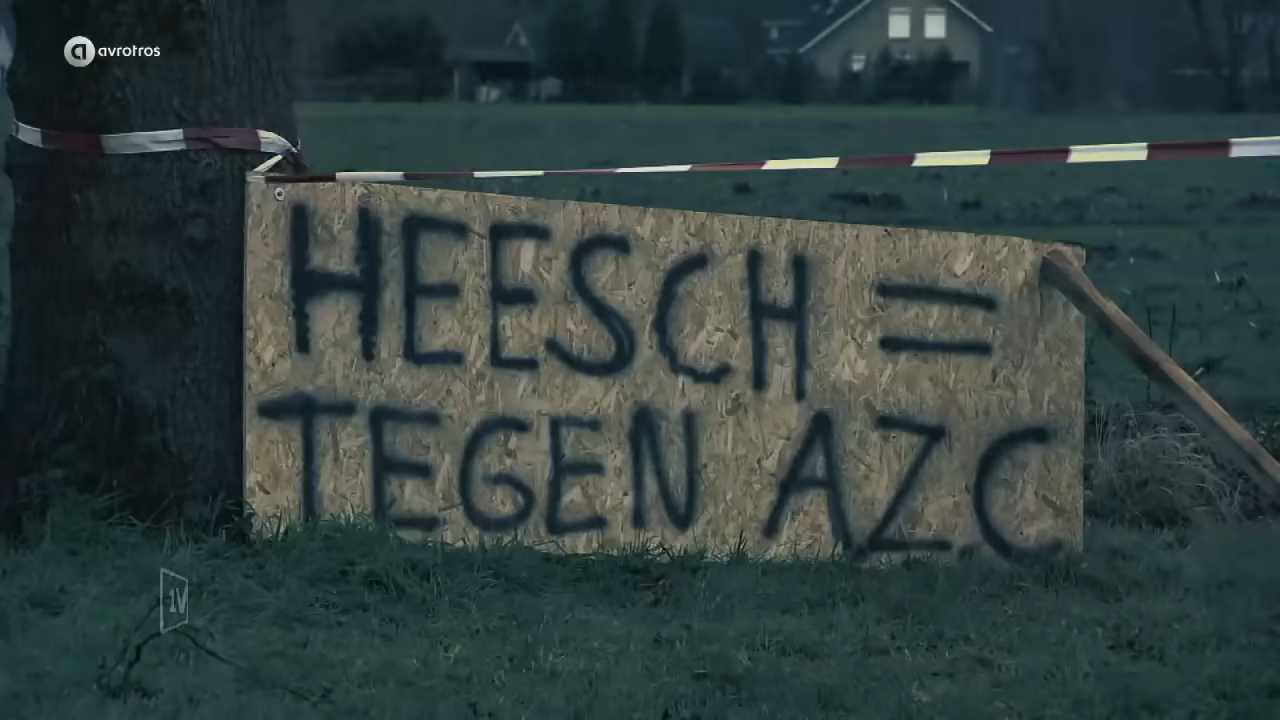 avrotros
HEESCH =
TEGEN AZC
1V